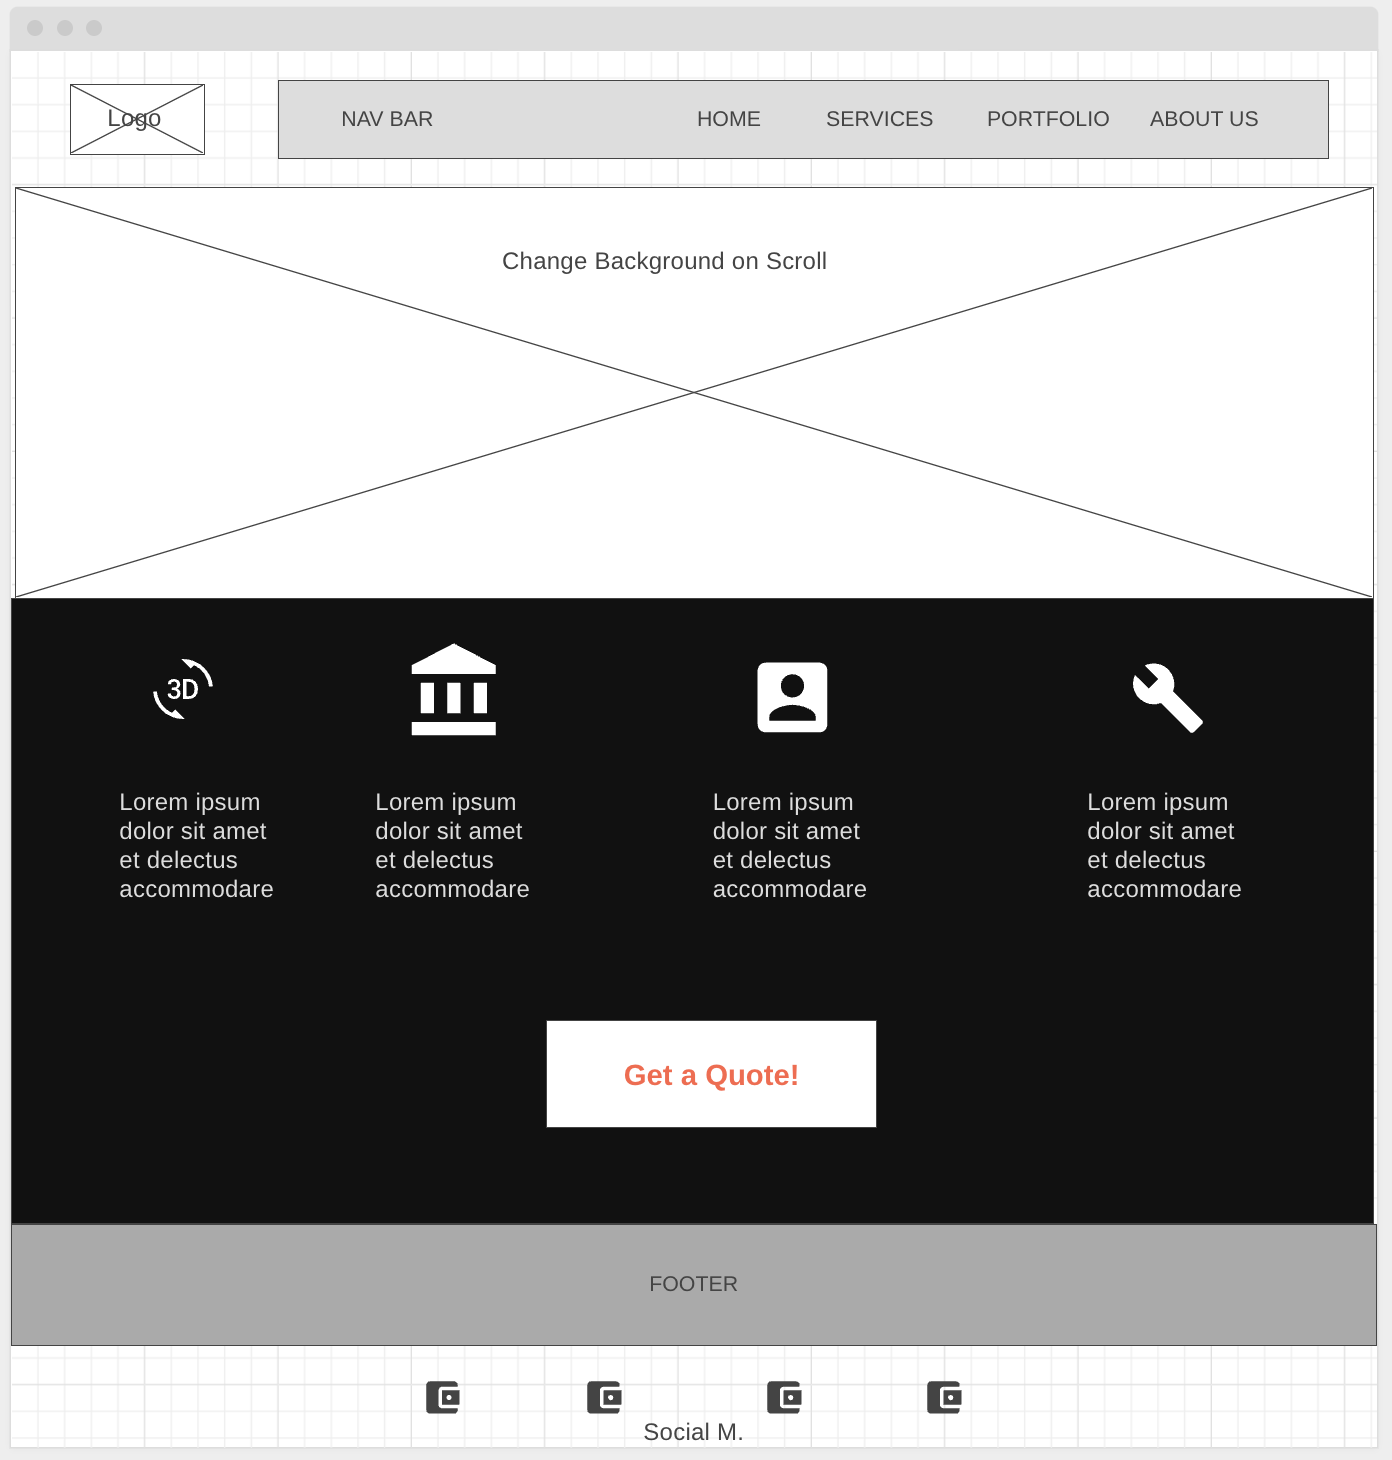 Logo
NAV BAR
HOME
SERVICES
PORTFOLIO
ABOUT US
Change Background on Scroll
3D
Lorem ipsum
dolor sit amet
et delectus
accommodare
Lorem ipsum
dolor sit amet
et delectus
accommodare
Lorem ipsum
dolor sit amet
et delectus
accommodare
Lorem ipsum
dolor sit amet
et delectus
accommodare
Get a Quote!
FOOTER
Social M.